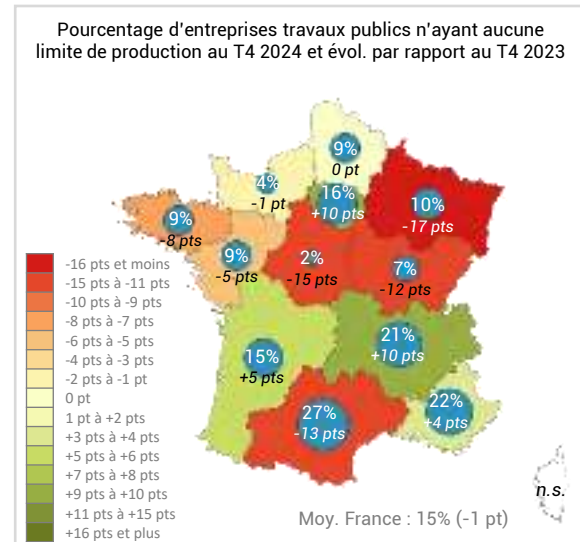 Pourcentage d'entreprises travaux publics n'ayant aucune
limite de production au T4 2024 et évol. par rapport au T4 2023
9%
0 pt
4%
-1 pt
16%
+10 pts
10%
-17 pts
9%
-8 pts
9%
-5 pts
2%
-15 pts
7%
-12 pts
15%
+5 pts
21%
+10 pts
27%
-13 pts
22%
+4 pts
n.s.
-16 pts et moins
-15 pts à -11 pts
-10 pts à -9 pts
-8 pts à -7 pts
-6 pts à -5 pts
-4 pts à -3 pts
-2 pts à -1 pt
0 pt
1 pt à +2 pts
+3 pts à +4 pts
+5 pts à +6 pts
+7 pts à +8 pts
+9 pts à +10 pts
+11 pts à +15 pts
+16 pts et plus
Moy. France : 15% (-1 pt)